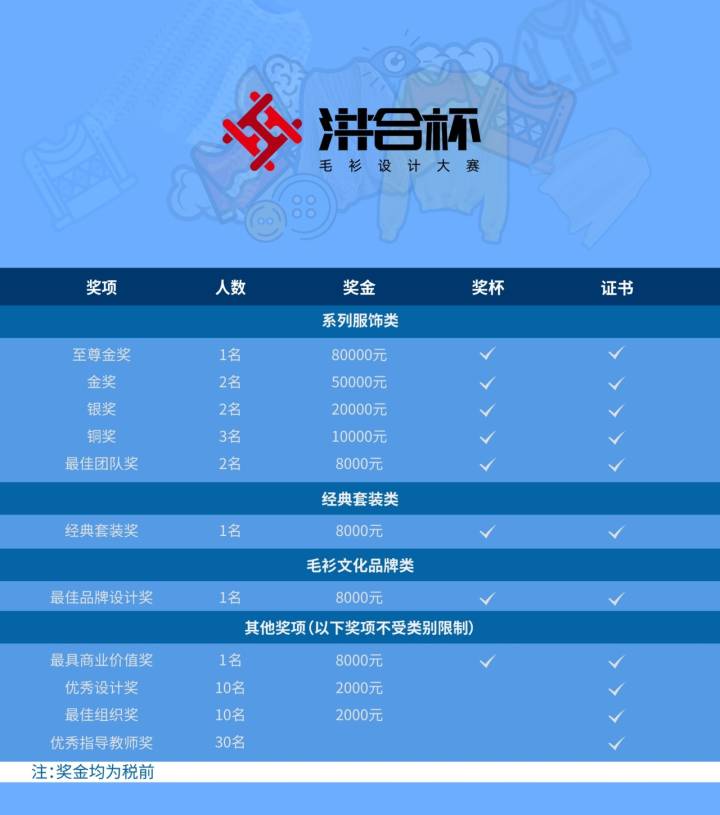 洪合杯
毛衫设计大赛
奖项 人数 奖金 奖杯 证书
系列服饰类
至尊金奖 1名 80000元 ✓ ✓
金奖 2名 50000元 ✓ ✓
银奖 2名 20000元 ✓ ✓
铜奖 3名 10000元 ✓ ✓
最佳团队奖 2名 8000元 ✓ ✓
经典套装类
经典套装奖 1名 8000元 ✓ ✓
毛衫文化品牌类
最佳品牌设计奖 1名 8000元 ✓ ✓
其他奖项(以下奖项不受类别限制)
最具商业价值奖 1名 8000元 ✓ ✓
优秀设计奖 10名 2000元 ✓
最佳组织奖 10名 2000元 ✓
优秀指导教师奖 30名 ✓
注:奖金均为税前